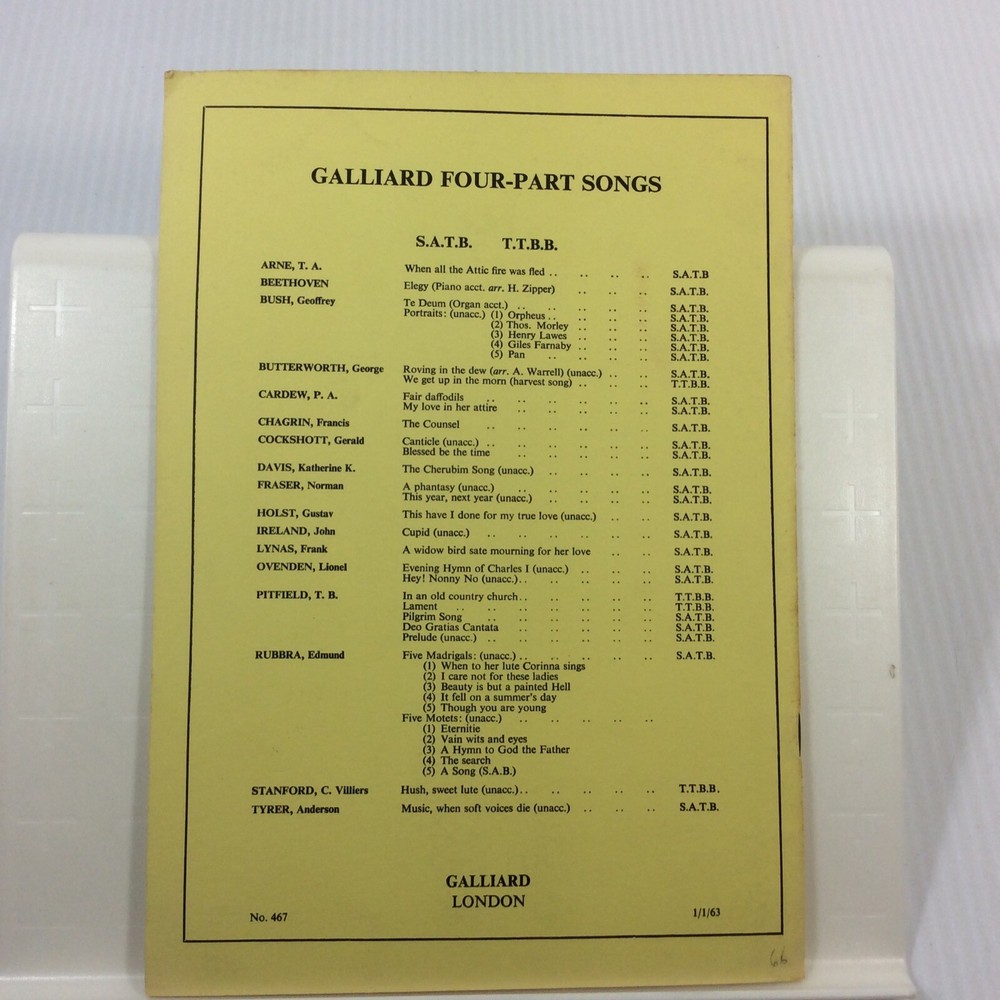 GALLIARD FOUR-PART SONGS
S.A.T.B. T.T.B.B.
ARNE, T. A. When all the Attic fire was fled .. .. .. .. S.A.T.B
BEETHOVEN Elegy (Piano acct. arr. H. Zipper) .. .. .. S.A.T.B.
BUSH, Geoffrey Te Deum (Organ acct.) .. .. .. .. .. S.A.T.B.
Portraits: (unacc.) (1) Orpheus .. .. .. .. S.A.T.B.
(2) Thos. Morley .. .. .. S.A.T.B.
(3) Henry Lawes .. .. .. S.A.T.B.
(4) Giles Farnaby .. .. .. S.A.T.B.
(5) Pan .. .. .. .. S.A.T.B.
BUTTERWORTH, George Roving in the dew (arr. A. Warrell) (unacc.) .. .. S.A.T.B.
We get up in the morn (harvest song) .. .. .. T.T.B.B.
CARDEW, P. A. Fair daffodils .. .. .. .. .. .. S.A.T.B.
My love in her attire .. .. .. .. .. S.A.T.B.
CHAGRIN, Francis The Counsel .. .. .. .. .. .. S.A.T.B.
COCKSHOTT, Gerald Canticle (unacc.) .. .. .. .. .. .. S.A.T.B.
Blessed be the time .. .. .. .. .. S.A.T.B.
DAVIS, Katherine K. The Cherubim Song (unacc.) .. .. .. .. S.A.T.B.
FRASER, Norman A phantasy (unacc.) .. .. .. .. .. S.A.T.B.
This year, next year (unacc.) .. .. .. .. S.A.T.B.
HOLST, Gustav This have I done for my true love (unacc.) .. .. S.A.T.B.
IRELAND, John Cupid (unacc.) .. .. .. .. .. .. S.A.T.B.
LYNAS, Frank A widow bird sate mourning for her love .. .. S.A.T.B.
OVENDEN, Lionel Evening Hymn of Charles I (unacc.) .. .. .. S.A.T.B.
Hey! Nonny No (unacc.) .. .. .. .. .. S.A.T.B.
PITFIELD, T. B. In an old country church .. .. .. .. .. T.T.B.B.
Lament .. .. .. .. .. .. .. T.T.B.B.
Pilgrim Song .. .. .. .. .. .. S.A.T.B.
Deo Gratias Cantata .. .. .. .. .. S.A.T.B.
Prelude (unacc.) .. .. .. .. .. .. S.A.T.B.
RUBBRA, Edmund Five Madrigals: (unacc.) .. .. .. .. .. S.A.T.B.
(1) When to her lute Corinna sings
(2) I care not for these ladies
(3) Beauty is but a painted Hell
(4) It fell on a summer's day
(5) Though you are young
Five Motets: (unacc.) .. .. .. .. ..
(1) Eternitie
(2) Vain wits and eyes
(3) A Hymn to God the Father
(4) The search
(5) A Song (S.A.B.)
STANFORD, C. Villiers Hush, sweet lute (unacc.) .. .. .. .. .. T.T.B.B.
TYRER, Anderson Music, when soft voices die (unacc.) .. .. .. S.A.T.B.
GALLIARD
LONDON
No. 467 1/1/63